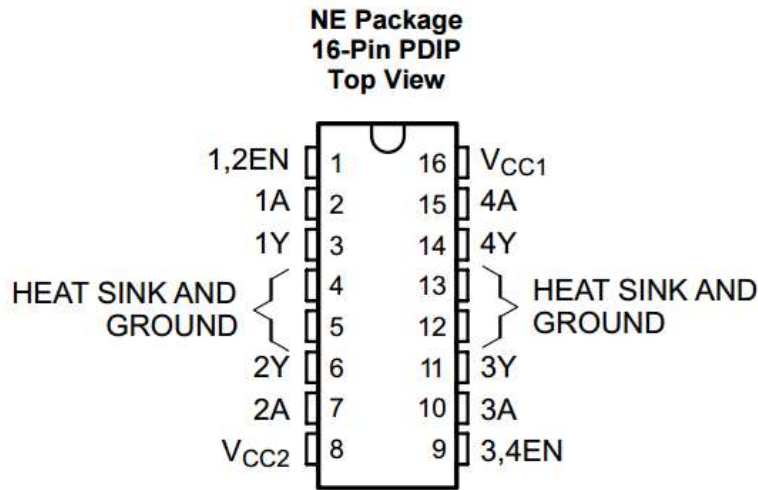 NE Package
16-Pin PDIP
Top View
1,2EN 1 16 VCC1
1A 2 15 4A
1Y 3 14 4Y
HEAT SINK AND 4 13 HEAT SINK AND
GROUND 5 12 GROUND
2Y 6 11 3Y
2A 7 10 3A
VCC2 8 9 3,4EN